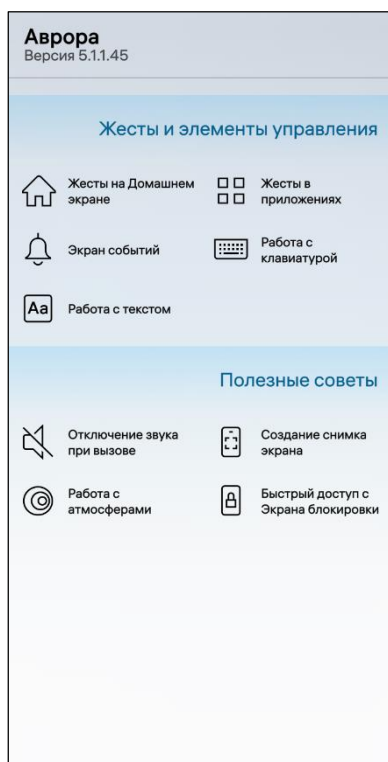 Аврора
Версия 5.1.1.45
Жесты и элементы управления
Жесты на Домашнем
экране
Жесты в
приложениях
Экран событий
Работа с
клавиатурой
Aa
Работа с текстом
Полезные советы
Отключение звука
при вызове
Создание снимка
экрана
Работа с
атмосферами
Быстрый доступ с
Экрана блокировки